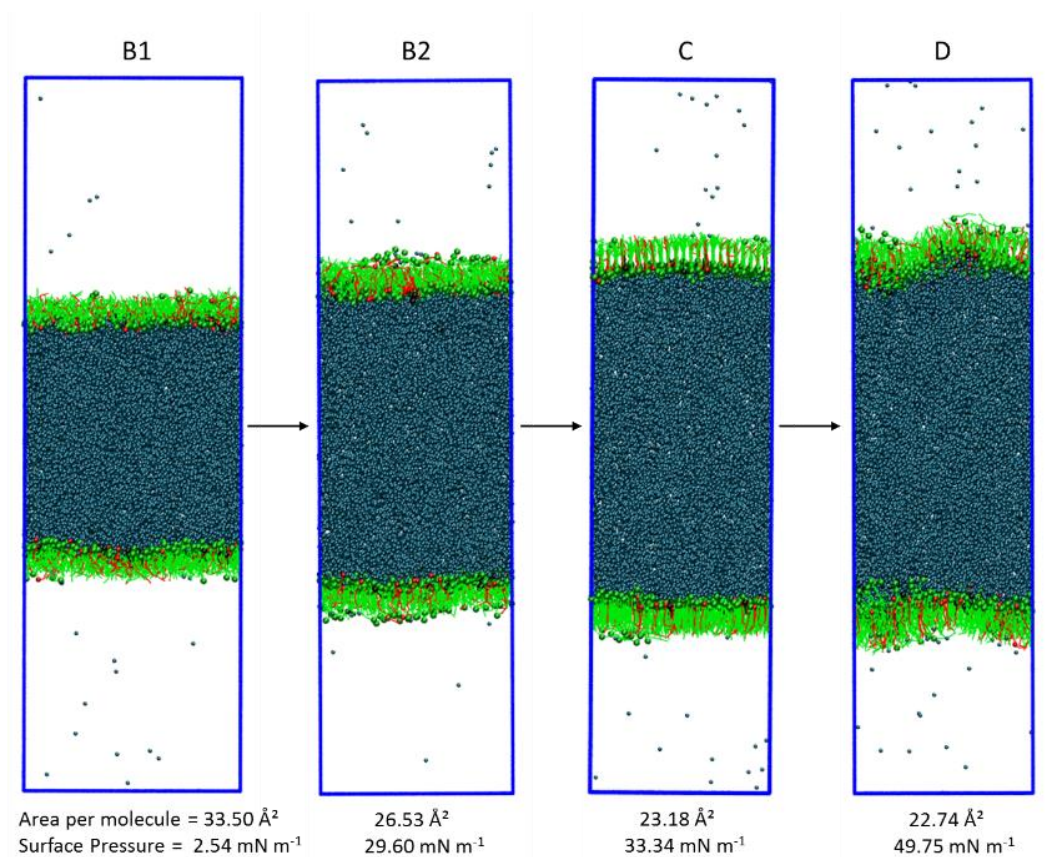 B1 B2 C D
Area per molecule = 33.50 Å² 26.53 Å² 23.18 Å² 22.74 Å²
Surface Pressure = 2.54 mN m⁻¹ 29.60 mN m⁻¹ 33.34 mN m⁻¹ 49.75 mN m⁻¹